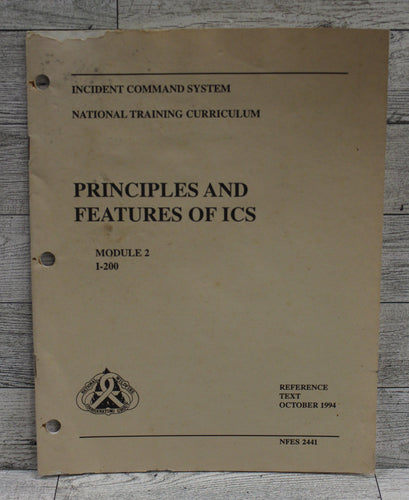 INCIDENT COMMAND SYSTEM
NATIONAL TRAINING CURRICULUM
PRINCIPLES AND
FEATURES OF ICS
MODULE 2
I-200
REFERENCE
TEXT
OCTOBER 1994
NFES 2441